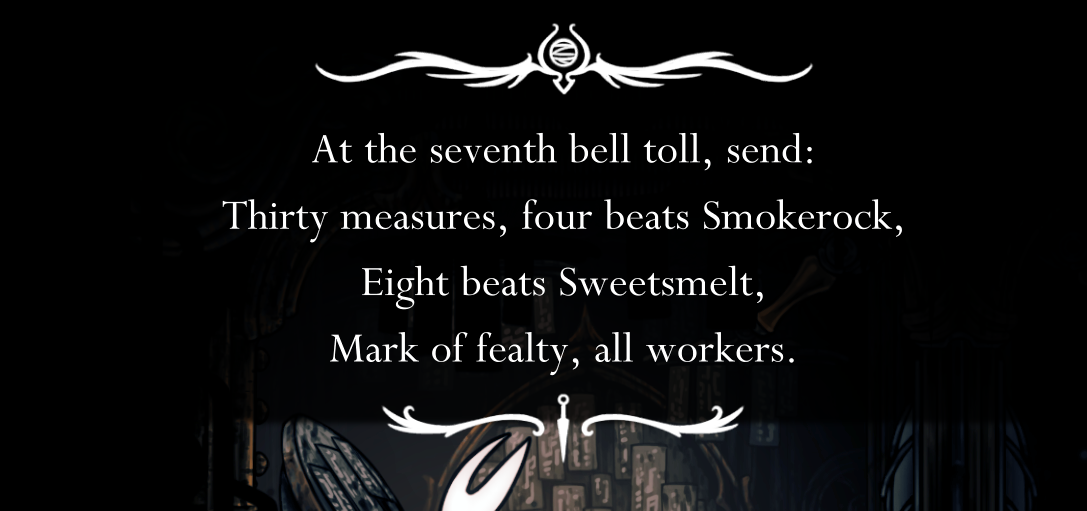 At the seventh bell toll, send:
Thirty measures, four beats Smokerock,
Eight beats Sweetsmelt,
Mark of fealty, all workers.